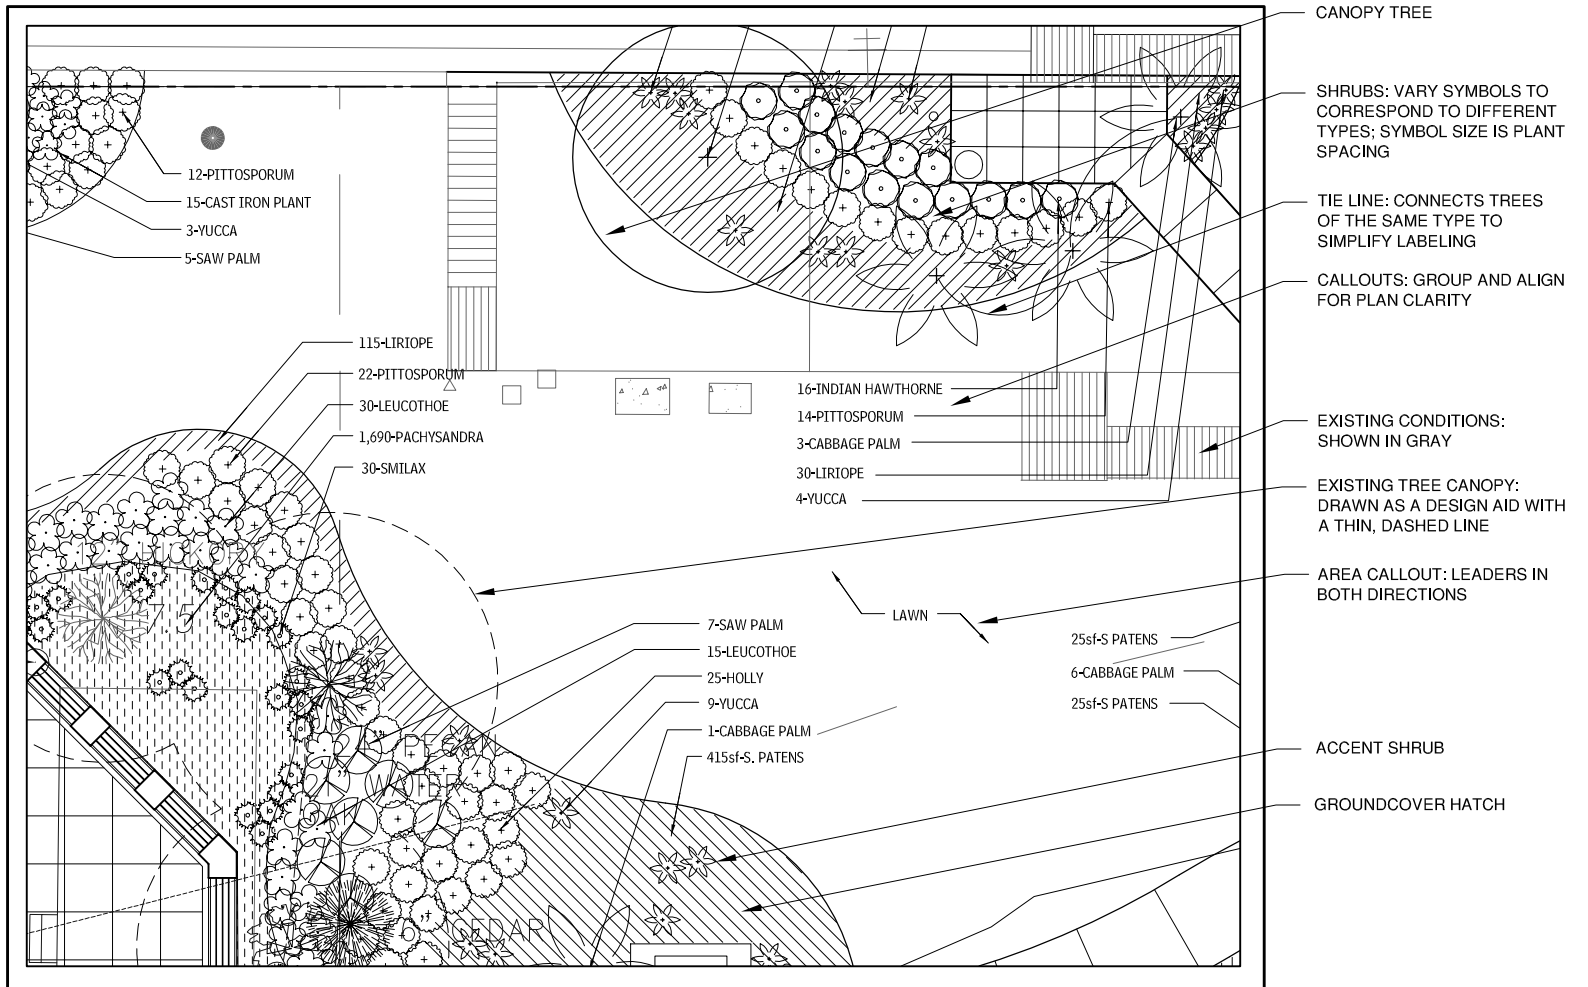 CANOPY TREE
SHRUBS: VARY SYMBOLS TO
CORRESPOND TO DIFFERENT
TYPES; SYMBOL SIZE IS PLANT
SPACING
TIE LINE: CONNECTS TREES
OF THE SAME TYPE TO
SIMPLIFY LABELING
CALLOUTS: GROUP AND ALIGN
FOR PLAN CLARITY
EXISTING CONDITIONS:
SHOWN IN GRAY
EXISTING TREE CANOPY:
DRAWN AS A DESIGN AID WITH
A THIN, DASHED LINE
AREA CALLOUT: LEADERS IN
BOTH DIRECTIONS
ACCENT SHRUB
GROUNDCOVER HATCH
12-PITTOSPORUM
15-CAST IRON PLANT
3-YUCCA
5-SAW PALM
115-LIRIOPE
22-PITTOSPORUM
30-LEUCOTHOE
1,690-PACHYSANDRA
30-SMILAX
16-INDIAN HAWTHORNE
14-PITTOSPORUM
3-CABBAGE PALM
30-LIRIOPE
4-YUCCA
LAWN
7-SAW PALM
15-LEUCOTHOE
25-HOLLY
9-YUCCA
1-CABBAGE PALM
415sf-S. PATENS
25sf-S PATENS
6-CABBAGE PALM
25sf-S PATENS
12" HICKORY
7.5'
WATER
CEDAR